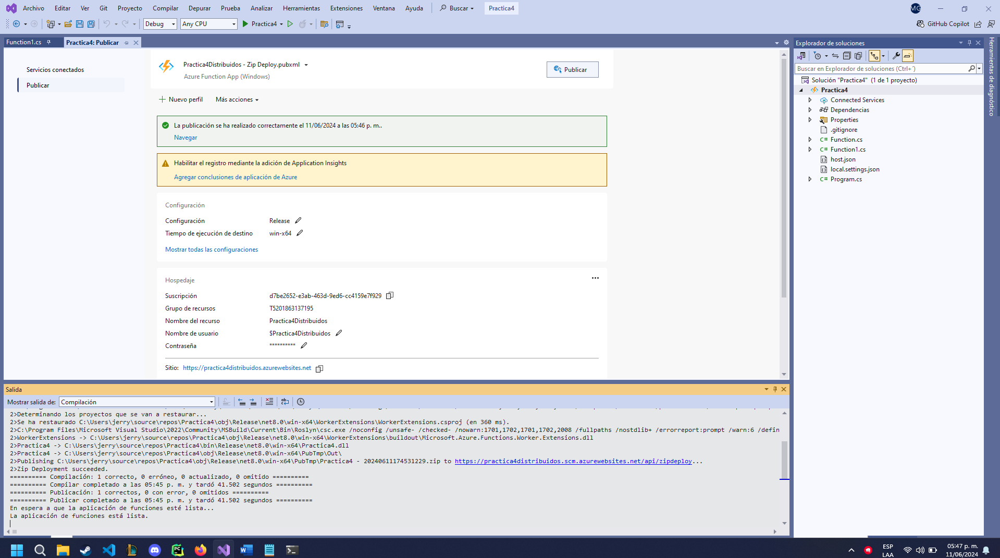 Archivo Editar Ver Git Proyecto Compilar Depurar Prueba Analizar Herramientas Extensiones Ventana Ayuda Buscar Practica4 MG
Debug Any CPU Practica4 GitHub Copilot
Function1.cs Practica4: Publicar
Servicios conectados
Publicar
Practica4Distribuidos - Zip Deploy.pubxml
Azure Function App (Windows)
Publicar
Nuevo perfil Más acciones
La publicación se ha realizado correctamente el 11/06/2024 a las 05:46 p. m..
Navegar
Habilitar el registro mediante la adición de Application Insights
Agregar conclusiones de aplicación de Azure
Configuración
Configuración Release
Tiempo de ejecución de destino win-x64
Mostrar todas las configuraciones
Hospedaje
Suscripción d7be2652-e3ab-463d-9ed6-cc4159e7f929
Grupo de recursos T5201863137195
Nombre del recurso Practica4Distribuidos
Nombre de usuario $Practica4Distribuidos
Contraseña **********
Sitio: https://practica4distribuidos.azurewebsites.net
Explorador de soluciones
Buscar en Explorador de soluciones (Ctrl+´)
Solución "Practica4" (1 de 1 proyecto)
Practica4
Connected Services
Dependencias
Properties
.gitignore
C# Function.cs
C# Function1.cs
host.json
local.settings.json
C# Program.cs
Herramientas de diagnóstico
Salida
Mostrar salida de: Compilación
2>Determinando los proyectos que se van a restaurar...
2>Se ha restaurado C:\Users\jerry\source\repos\Practica4\obj\Release\net8.0\win-x64\WorkerExtensions\WorkerExtensions.csproj (en 360 ms).
2>C:\Program Files\Microsoft Visual Studio\2022\Community\MSBuild\Current\Bin\Roslyn\csc.exe /noconfig /unsafe- /checked- /nowarn:1701,1702,1701,1702,2008 /fullpaths /nostdlib+ /errorreport:prompt /warn:6 /defin
2>WorkerExtensions -> C:\Users\jerry\source\repos\Practica4\obj\Release\net8.0\win-x64\WorkerExtensions\buildout\Microsoft.Azure.Functions.Worker.Extensions.dll
2>Practica4 -> C:\Users\jerry\source\repos\Practica4\bin\Release\net8.0\win-x64\Practica4.dll
2>Practica4 -> C:\Users\jerry\source\repos\Practica4\obj\Release\net8.0\win-x64\PubTmp\Out\
2>Publishing C:\Users\jerry\source\repos\Practica4\obj\Release\net8.0\win-x64\PubTmp\Practica4 - 20240611174531229.zip to https://practica4distribuidos.scm.azurewebsites.net/api/zipdeploy...
2>Zip Deployment succeeded.
========== Compilación: 1 correcto, 0 erróneo, 0 actualizado, 0 omitido ==========
========== Compilar completado a las 05:45 p. m. y tardó 41.502 segundos ==========
========== Publicación: 1 correctos, 0 con error, 0 omitidos ==========
========== Publicar completado a las 05:45 p. m. y tardó 41.502 segundos ==========
En espera a que la aplicación de funciones esté lista...
La aplicación de funciones está lista.
ESP
LAA
05:47 p. m.
11/06/2024